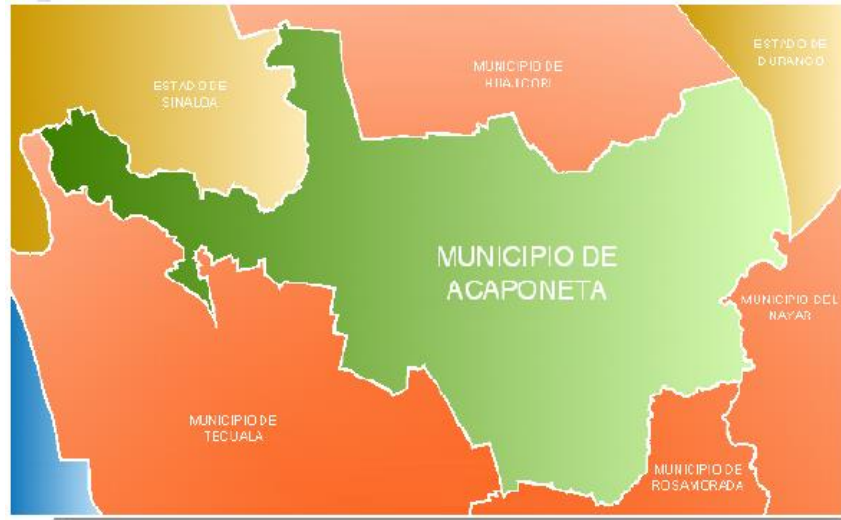 ESTADO DE
SINALOA
MUNICIPIO DE
HUAJICORI
ESTADO DE
DURANGO
MUNICIPIO DE
ACAPONETA
MUNICIPIO DEL
NAYAR
MUNICIPIO DE
TECUALA
MUNICIPIO DE
ROSAMORADA